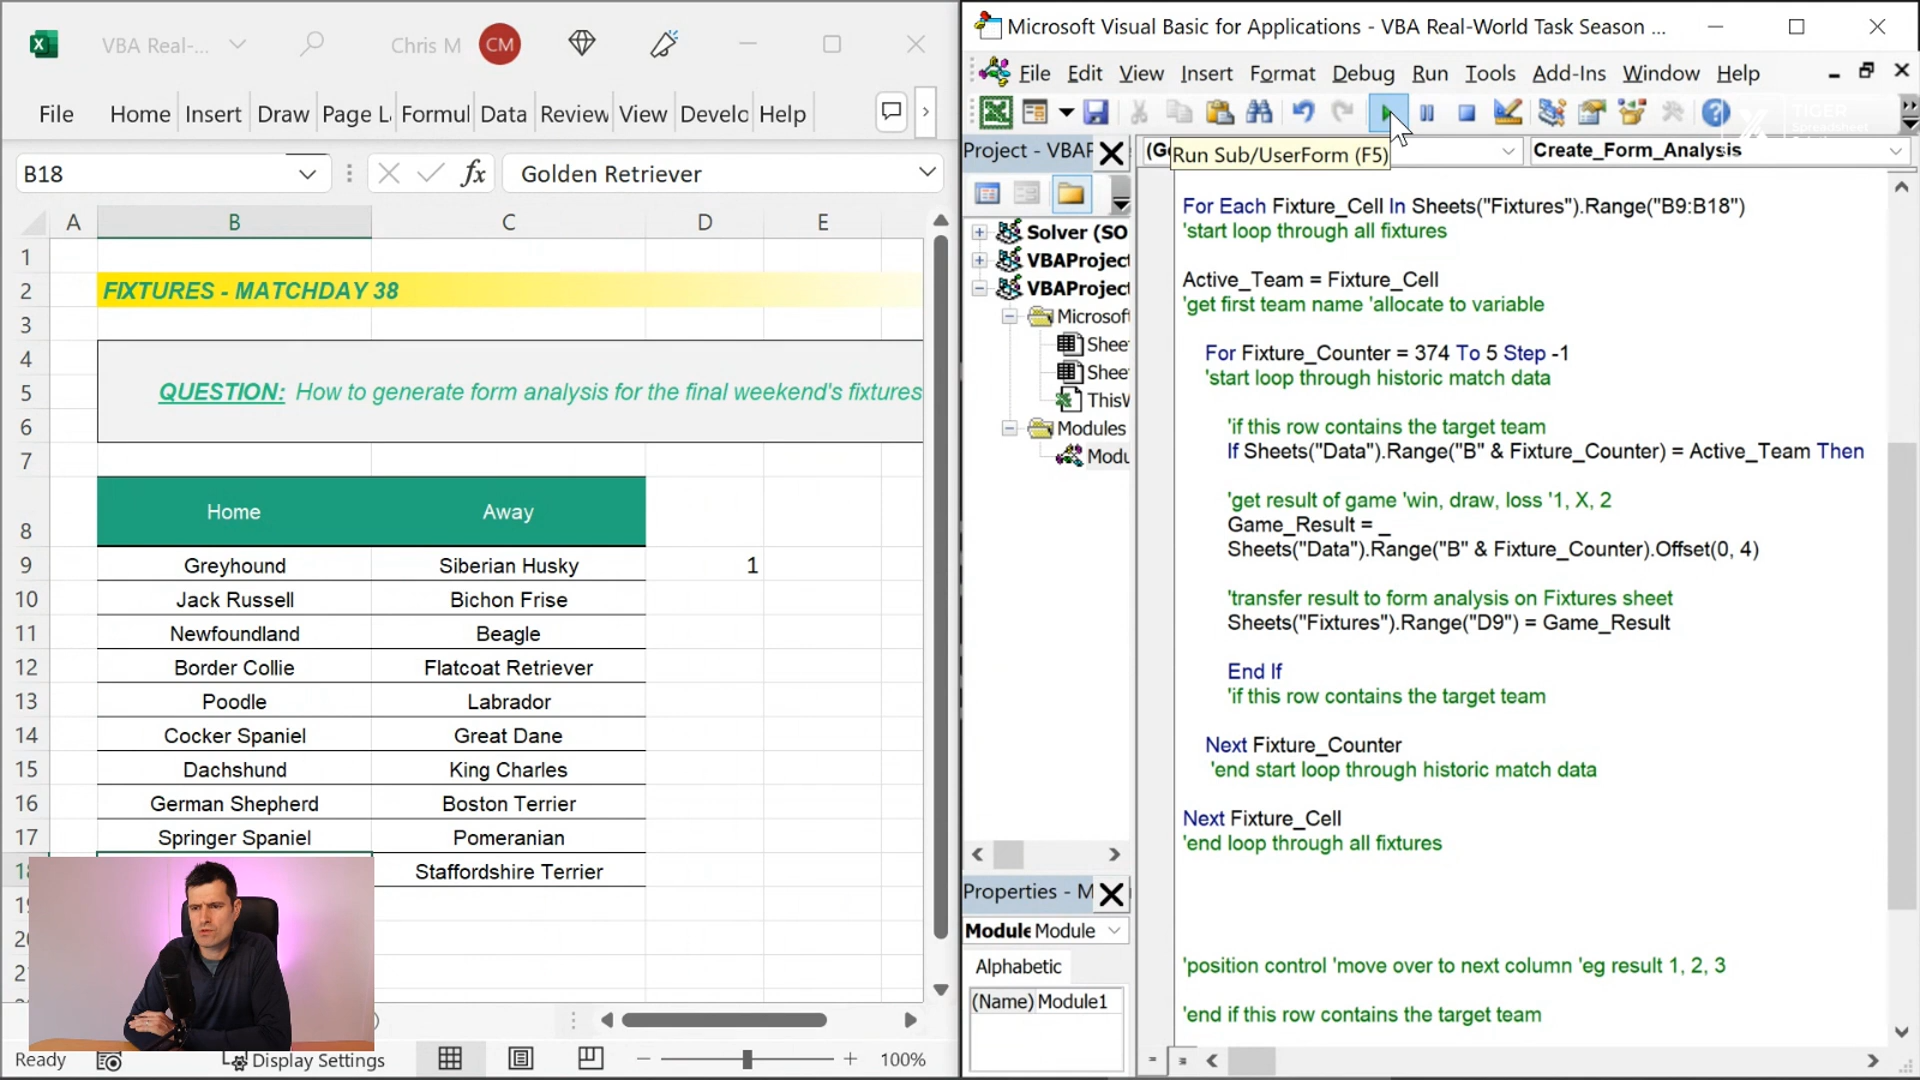 VBA Real-...
Chris M
CM
File Home Insert Draw Page L Formul Data Review View Develo Help
B18
fx
Golden Retriever
A B C D E
1
2 FIXTURES - MATCHDAY 38
3
4
5 QUESTION: How to generate form analysis for the final weekend's fixtures
6
7
8 Home Away
9 Greyhound Siberian Husky 1
10 Jack Russell Bichon Frise
11 Newfoundland Beagle
12 Border Collie Flatcoat Retriever
13 Poodle Labrador
14 Cocker Spaniel Great Dane
15 Dachshund King Charles
16 German Shepherd Boston Terrier
17 Springer Spaniel Pomeranian
Staffordshire Terrier
Ready
Display Settings
100%
Microsoft Visual Basic for Applications - VBA Real-World Task Season ...
File Edit View Insert Format Debug Run Tools Add-Ins Window Help
TIGER
Spreadsheet
Project - VBAP
Run Sub/UserForm (F5)
Create_Form_Analysis
Solver (SO
VBAProject
VBAProject
Microsoft
Shee
Shee
ThisW
Modules
Modu
Properties - M
Module Module
Alphabetic
(Name) Module1
For Each Fixture_Cell In Sheets("Fixtures").Range("B9:B18")
'start loop through all fixtures
Active_Team = Fixture_Cell
'get first team name 'allocate to variable
For Fixture_Counter = 374 To 5 Step -1
'start loop through historic match data
'if this row contains the target team
If Sheets("Data").Range("B" & Fixture_Counter) = Active_Team Then
'get result of game 'win, draw, loss '1, X, 2
Game_Result = _
Sheets("Data").Range("B" & Fixture_Counter).Offset(0, 4)
'transfer result to form analysis on Fixtures sheet
Sheets("Fixtures").Range("D9") = Game_Result
End If
'if this row contains the target team
Next Fixture_Counter
'end start loop through historic match data
Next Fixture_Cell
'end loop through all fixtures
'position control 'move over to next column 'eg result 1, 2, 3
'end if this row contains the target team